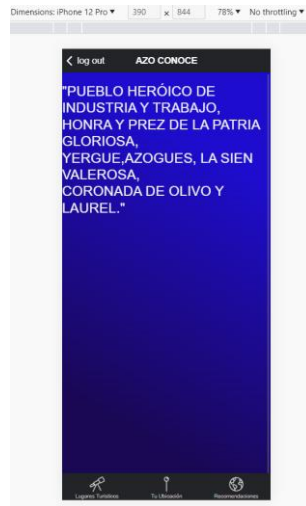 Dimensions: iPhone 12 Pro ▼ 390 x 844 78% ▼ No throttling ▼
log out AZO CONOCE
"PUEBLO HERÓICO DE
INDUSTRIA Y TRABAJO,
HONRA Y PREZ DE LA PATRIA
GLORIOSA,
YERGUE,AZOGUES, LA SIEN
VALEROSA,
CORONADA DE OLIVO Y
LAUREL."
Lugares Turísticos Tu Ubicación Recomendaciones